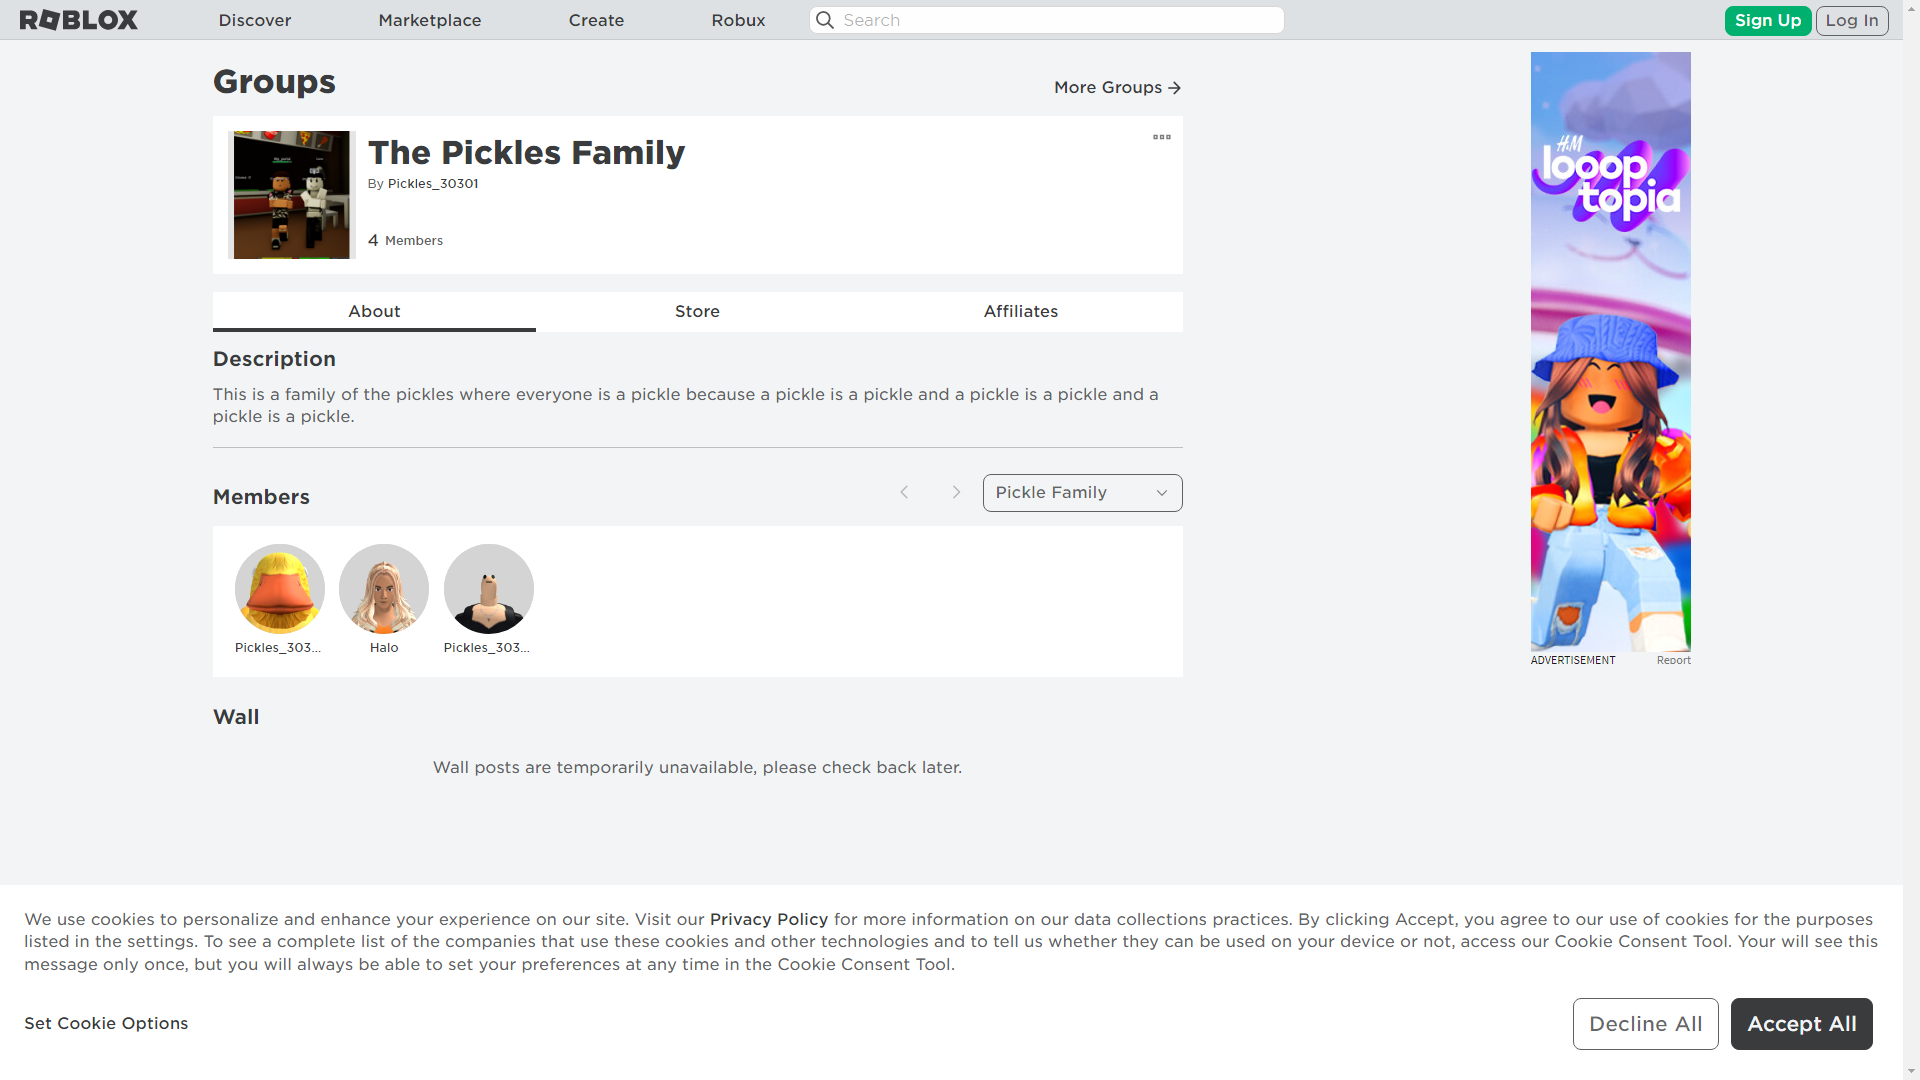 ROBLOX
Discover
Marketplace
Create
Robux
Search
Sign Up
Log In
Groups
More Groups
The Pickles Family
By Pickles_30301
4 Members
About
Store
Affiliates
Description
This is a family of the pickles where everyone is a pickle because a pickle is a pickle and a pickle is a pickle and a
pickle is a pickle.
Members
Pickle Family
Pickles_303...
Halo
Pickles_303...
Wall
Wall posts are temporarily unavailable, please check back later.
H&M
looop
topia
ADVERTISEMENT
Report
We use cookies to personalize and enhance your experience on our site. Visit our Privacy Policy for more information on our data collections practices. By clicking Accept, you agree to our use of cookies for the purposes
listed in the settings. To see a complete list of the companies that use these cookies and other technologies and to tell us whether they can be used on your device or not, access our Cookie Consent Tool. Your will see this
message only once, but you will always be able to set your preferences at any time in the Cookie Consent Tool.
Set Cookie Options
Decline All
Accept All